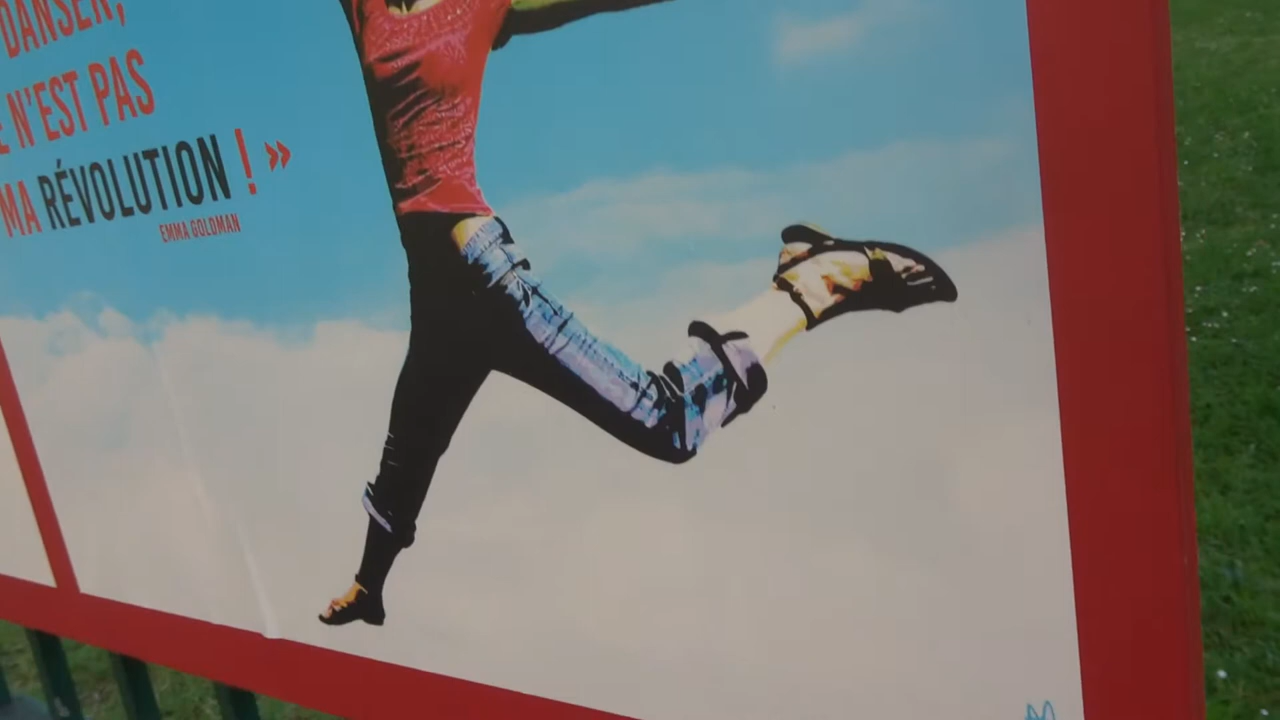 DANSER,
N'EST PAS
MA RÉVOLUTION ! »
EMMA GOLDMAN